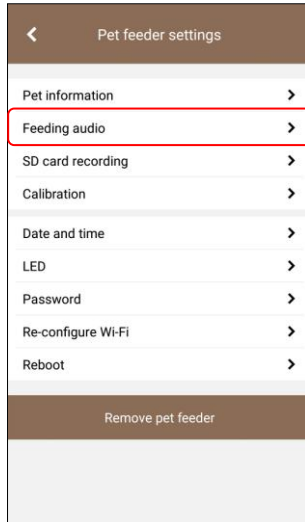 Pet feeder settings
Pet information
Feeding audio
SD card recording
Calibration
Date and time
LED
Password
Re-configure Wi-Fi
Reboot
Remove pet feeder